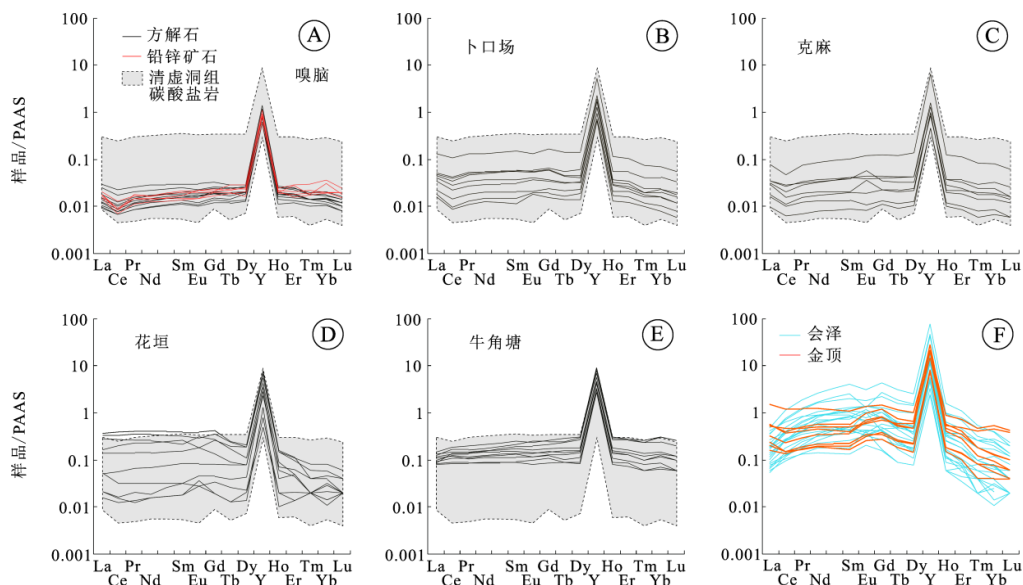 样品/PAAS
100
10
1
0.1
0.01
0.001
方解石
铅锌矿石
清虚洞组
碳酸盐岩
A
嗅脑
La Pr Sm Gd Dy Ho Tm Lu
Ce Nd Eu Tb Y Er Yb
100
10
1
0.1
0.01
0.001
卜口场
B
La Pr Sm Gd Dy Ho Tm Lu
Ce Nd Eu Tb Y Er Yb
100
10
1
0.1
0.01
0.001
克麻
C
La Pr Sm Gd Dy Ho Tm Lu
Ce Nd Eu Tb Y Er Yb
样品/PAAS
100
10
1
0.1
0.01
0.001
花垣
D
La Pr Sm Gd Dy Ho Tm Lu
Ce Nd Eu Tb Y Er Yb
100
10
1
0.1
0.01
0.001
牛角塘
E
La Pr Sm Gd Dy Ho Tm Lu
Ce Nd Eu Tb Y Er Yb
100
10
1
0.1
0.01
0.001
会泽
金顶
F
La Pr Sm Gd Dy Ho Tm Lu
Ce Nd Eu Tb Y Er Yb